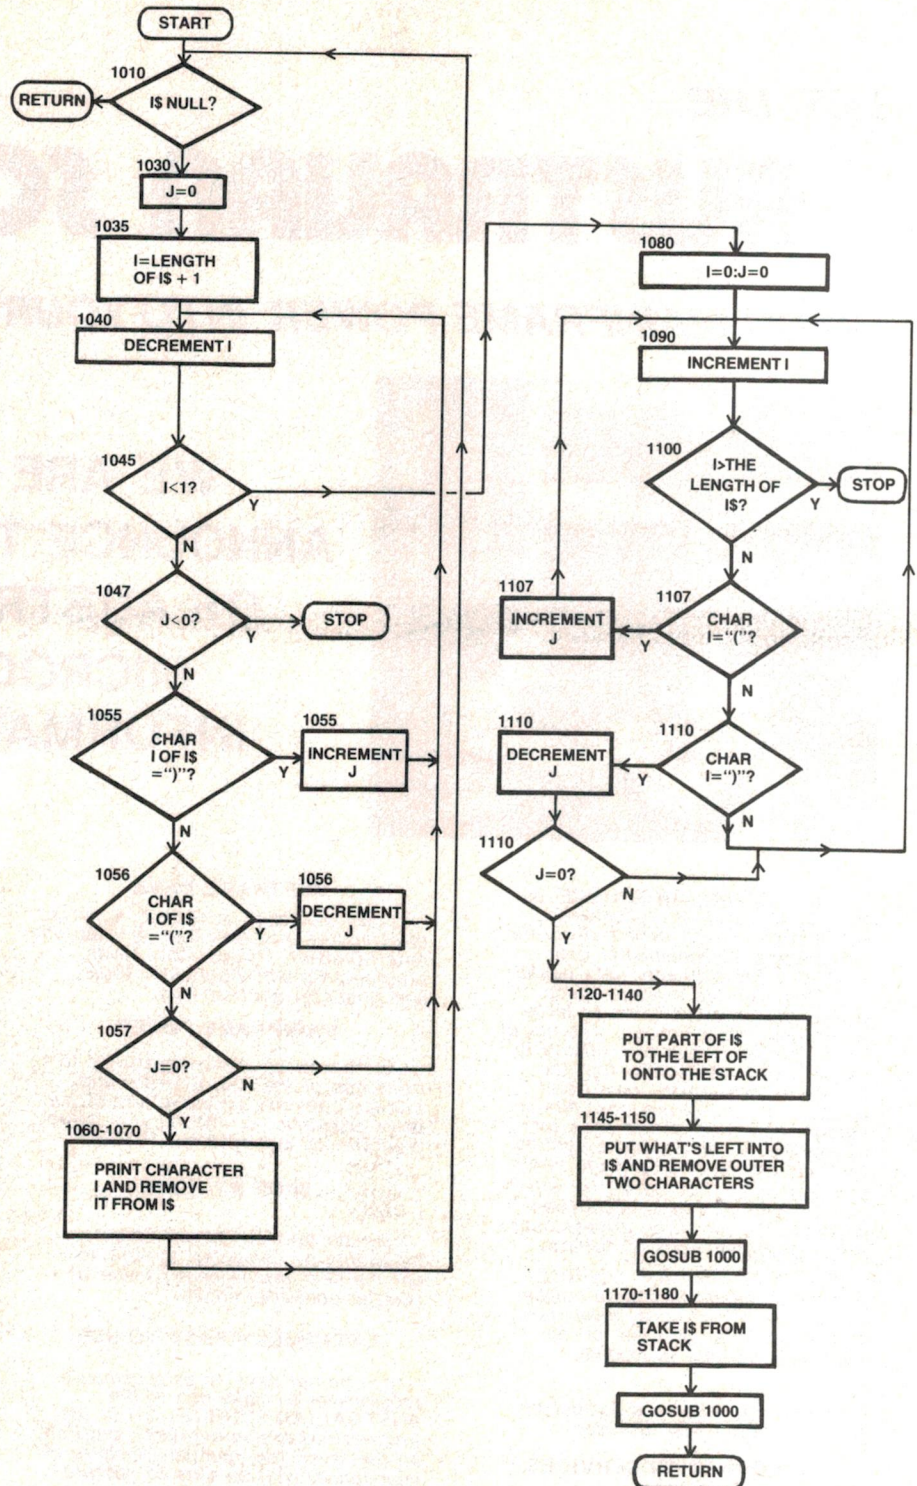 START
1010
I$ NULL?
RETURN
1030
J=0
1035
I=LENGTH
OF I$ + 1
1040
DECREMENT I
1045
I<1?
Y
N
1047
J<0?
Y
STOP
N
1055
CHAR
I OF I$
=")"?
Y
1055
INCREMENT
J
N
1056
CHAR
I OF I$
="("?
Y
1056
DECREMENT
J
N
1057
J=0?
N
Y
1060-1070
PRINT CHARACTER
I AND REMOVE
IT FROM I$
1080
I=0:J=0
1090
INCREMENT I
1100
I>THE
LENGTH OF
I$?
Y
STOP
N
1107
CHAR
I="("?
Y
1107
INCREMENT
J
N
1110
CHAR
I=")"?
Y
1110
DECREMENT
J
N
1110
J=0?
N
Y
1120-1140
PUT PART OF I$
TO THE LEFT OF
I ONTO THE STACK
1145-1150
PUT WHAT'S LEFT INTO
I$ AND REMOVE OUTER
TWO CHARACTERS
GOSUB 1000
1170-1180
TAKE I$ FROM
STACK
GOSUB 1000
RETURN